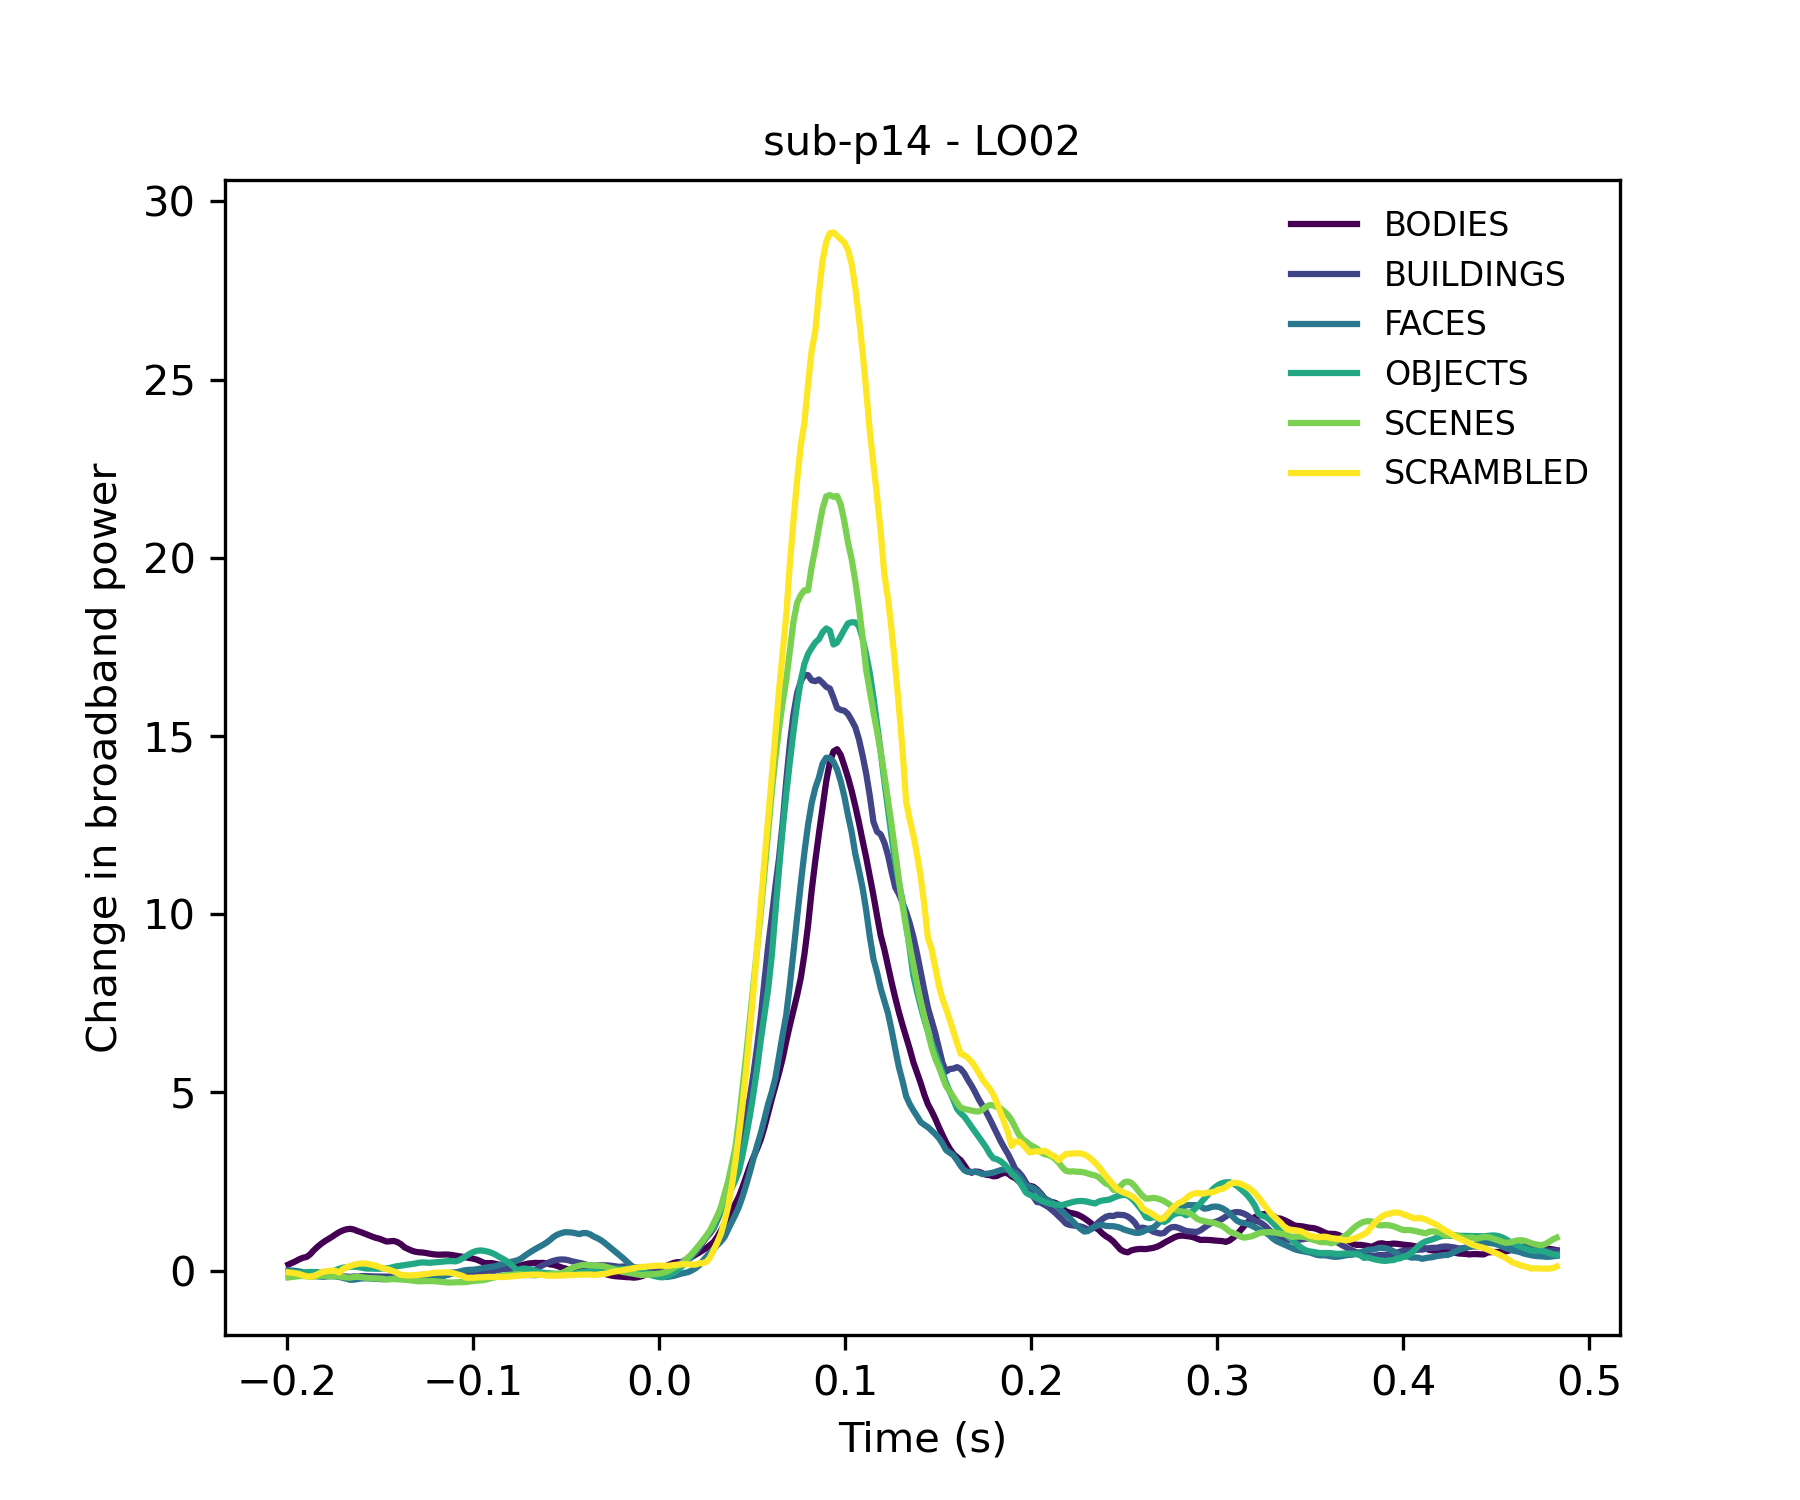 sub-p14 - LO02
30
25
20
15
10
5
0
Change in broadband power
BODIES
BUILDINGS
FACES
OBJECTS
SCENES
SCRAMBLED
−0.2 −0.1 0.0 0.1 0.2 0.3 0.4 0.5
Time (s)